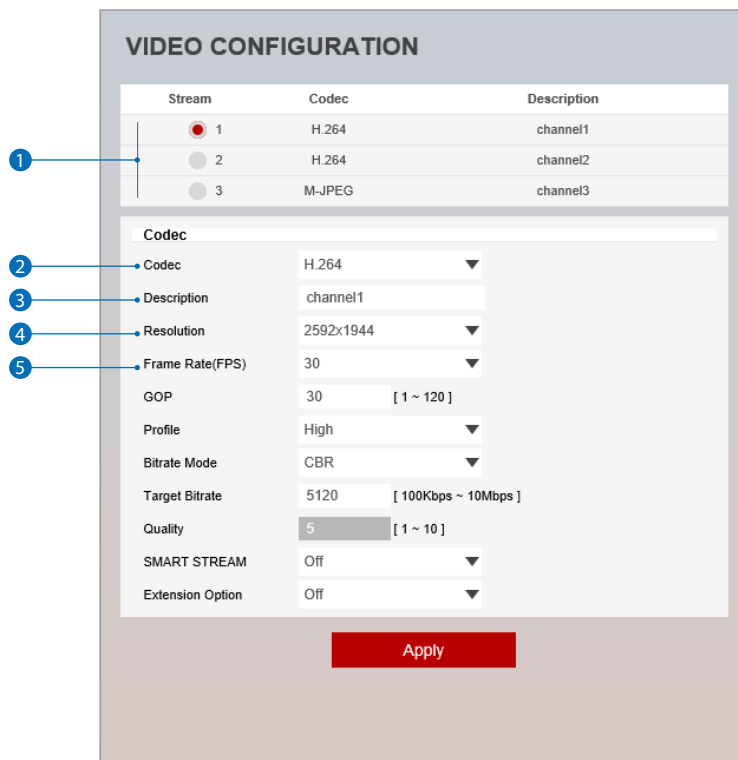 VIDEO CONFIGURATION
Stream Codec Description
1 H.264 channel1
1
2 H.264 channel2
3 M-JPEG channel3
Codec
2 Codec H.264
3 Description channel1
4 Resolution 2592x1944
5 Frame Rate(FPS) 30
GOP 30 [ 1 ~ 120 ]
Profile High
Bitrate Mode CBR
Target Bitrate 5120 [ 100Kbps ~ 10Mbps ]
Quality 5 [ 1 ~ 10 ]
SMART STREAM Off
Extension Option Off
Apply